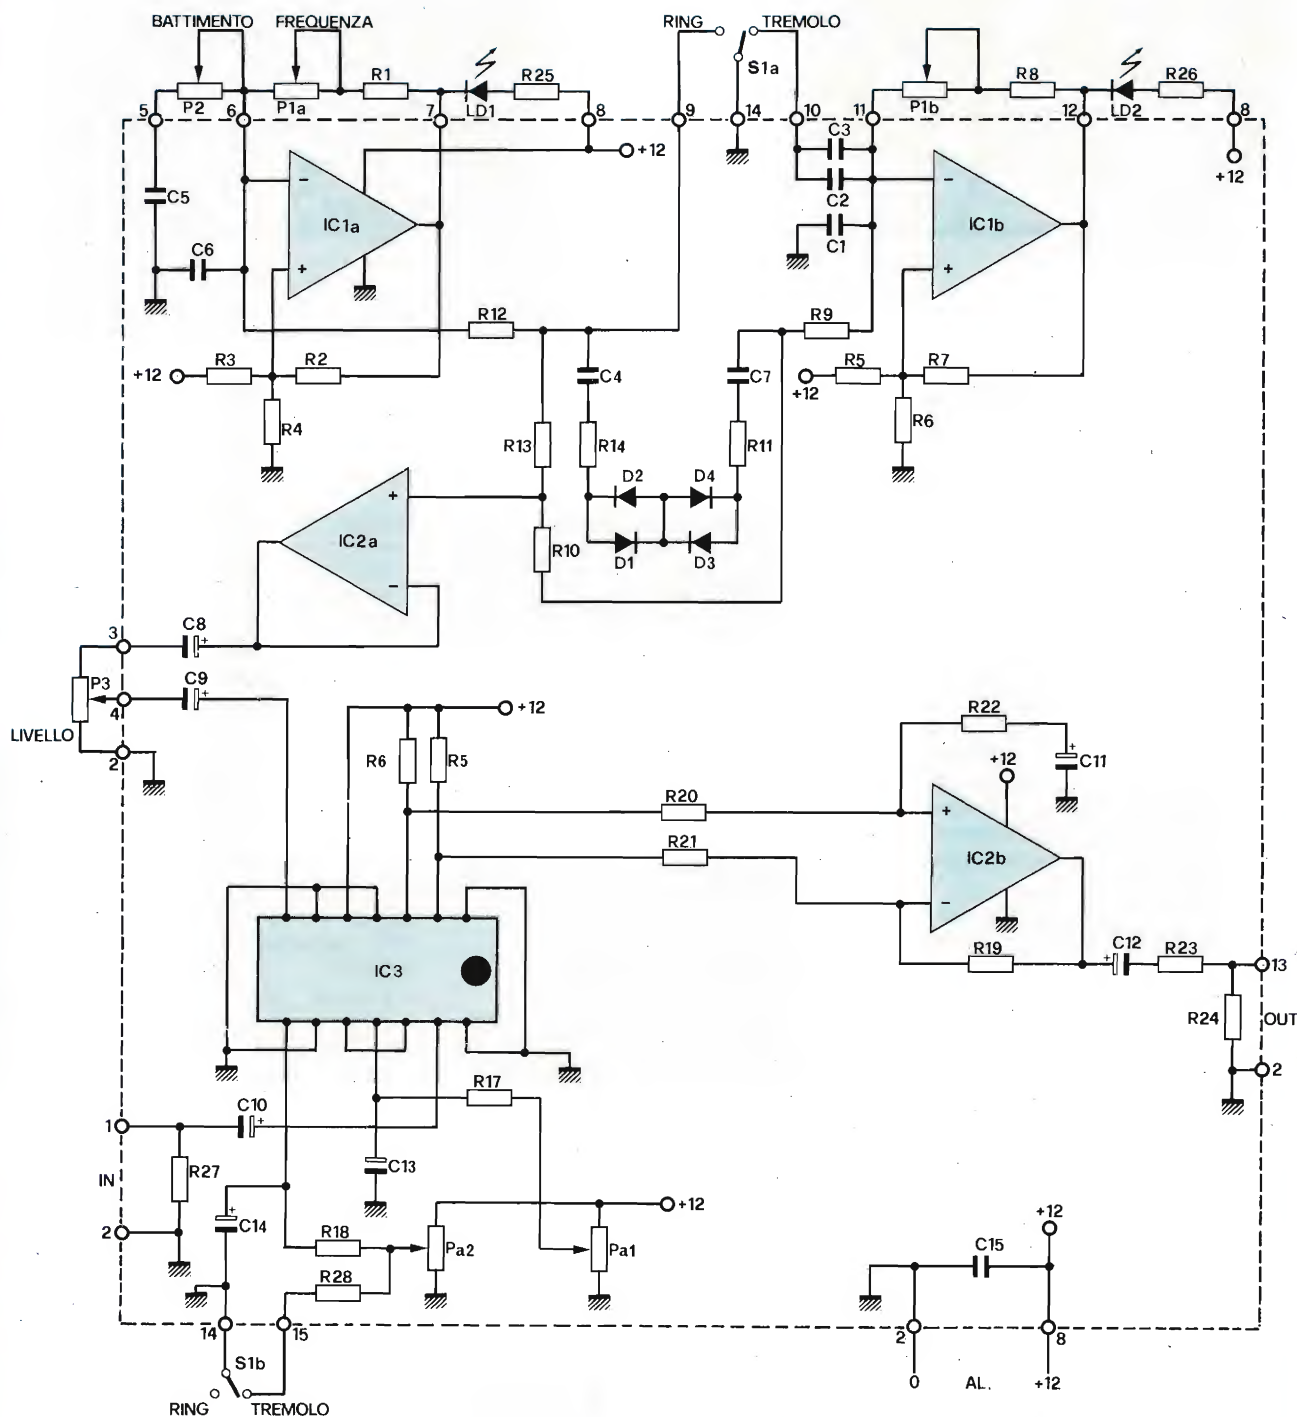 BATTIMENTO FREQUENZA RING TREMOLO
S1a
P2 P1a R1 LD1 R25 P1b R8 LD2 R26
5 6 7 8 9 14 10 11 12 8
+12 +12
C3
C2
C1
C5
C6
IC1a
-
+
IC1b
-
+
R12 R9
+12 R3 R2 C4 C7 +12 R5 R7
R4 R6
R13 R14 R11
D2 D4
D1 D3
R10
IC2a
+
-
3 C8 +
P3 C9 +
4
LIVELLO
2
+12
R6 R5
R22
+ C11
+12
R20
R21
IC2b
+
-
R19 + C12 R23 13
R24 OUT
2
IC3
R17
1 C10 +
C13
IN R27
+ C14
2
R18 Pa2 Pa1 +12
R28
14 15
S1b
RING TREMOLO
+12
C15
2 8
0 AL. +12